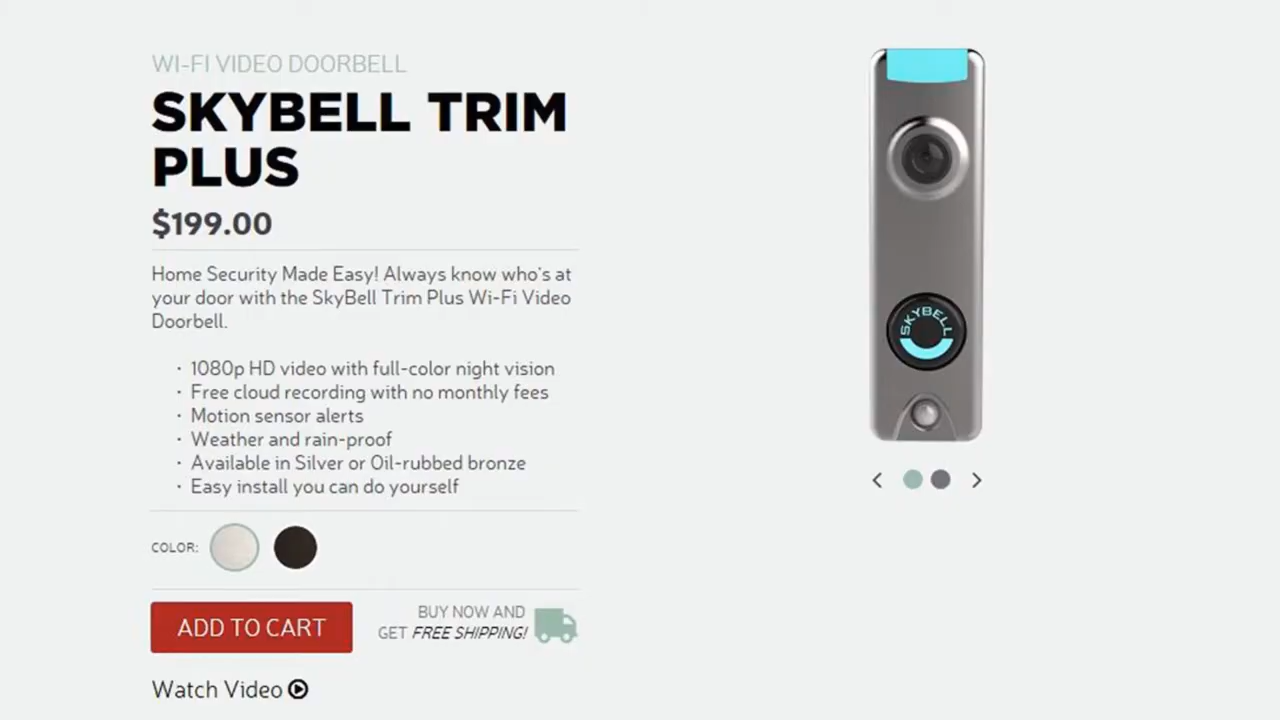 WI-FI VIDEO DOORBELL
SKYBELL TRIM
PLUS
$199.00
Home Security Made Easy! Always know who's at
your door with the SkyBell Trim Plus Wi-Fi Video
Doorbell.
· 1080p HD video with full-color night vision
· Free cloud recording with no monthly fees
· Motion sensor alerts
· Weather and rain-proof
· Available in Silver or Oil-rubbed bronze
· Easy install you can do yourself
COLOR:
ADD TO CART
BUY NOW AND
GET FREE SHIPPING!
Watch Video
SKYBELL